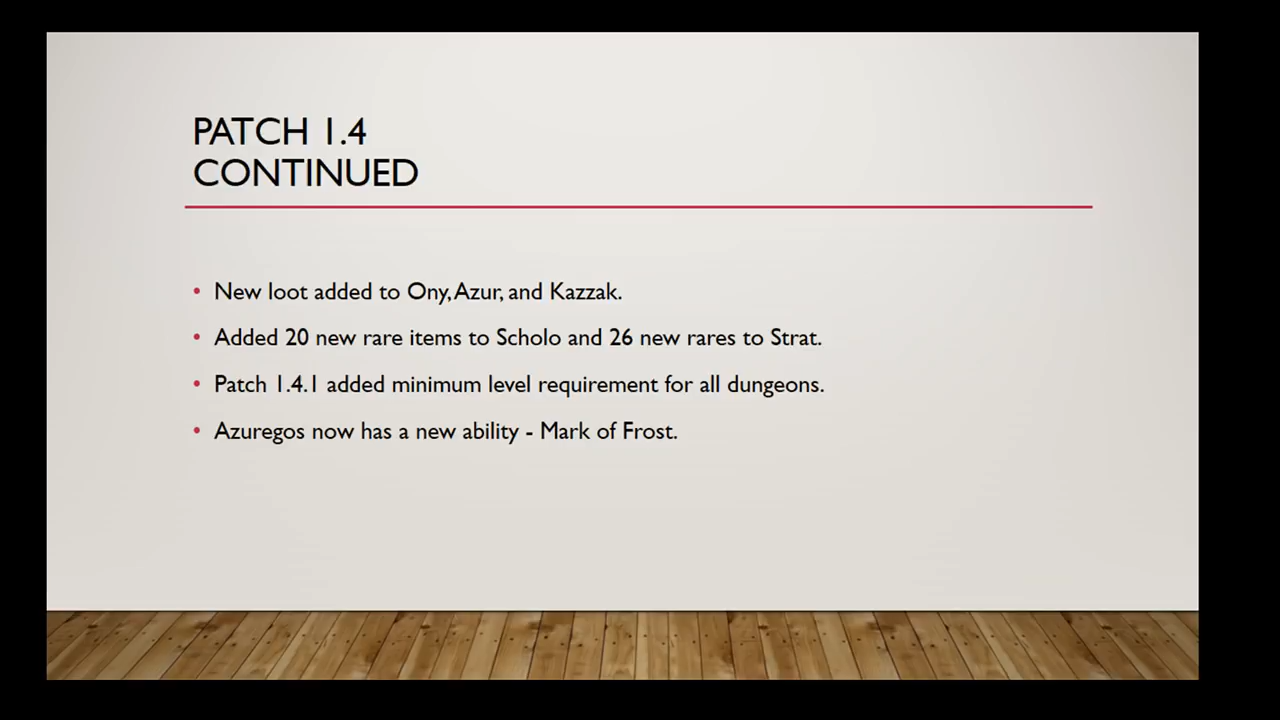 PATCH 1.4
CONTINUED
• New loot added to Ony, Azur, and Kazzak.
• Added 20 new rare items to Scholo and 26 new rares to Strat.
• Patch 1.4.1 added minimum level requirement for all dungeons.
• Azuregos now has a new ability - Mark of Frost.